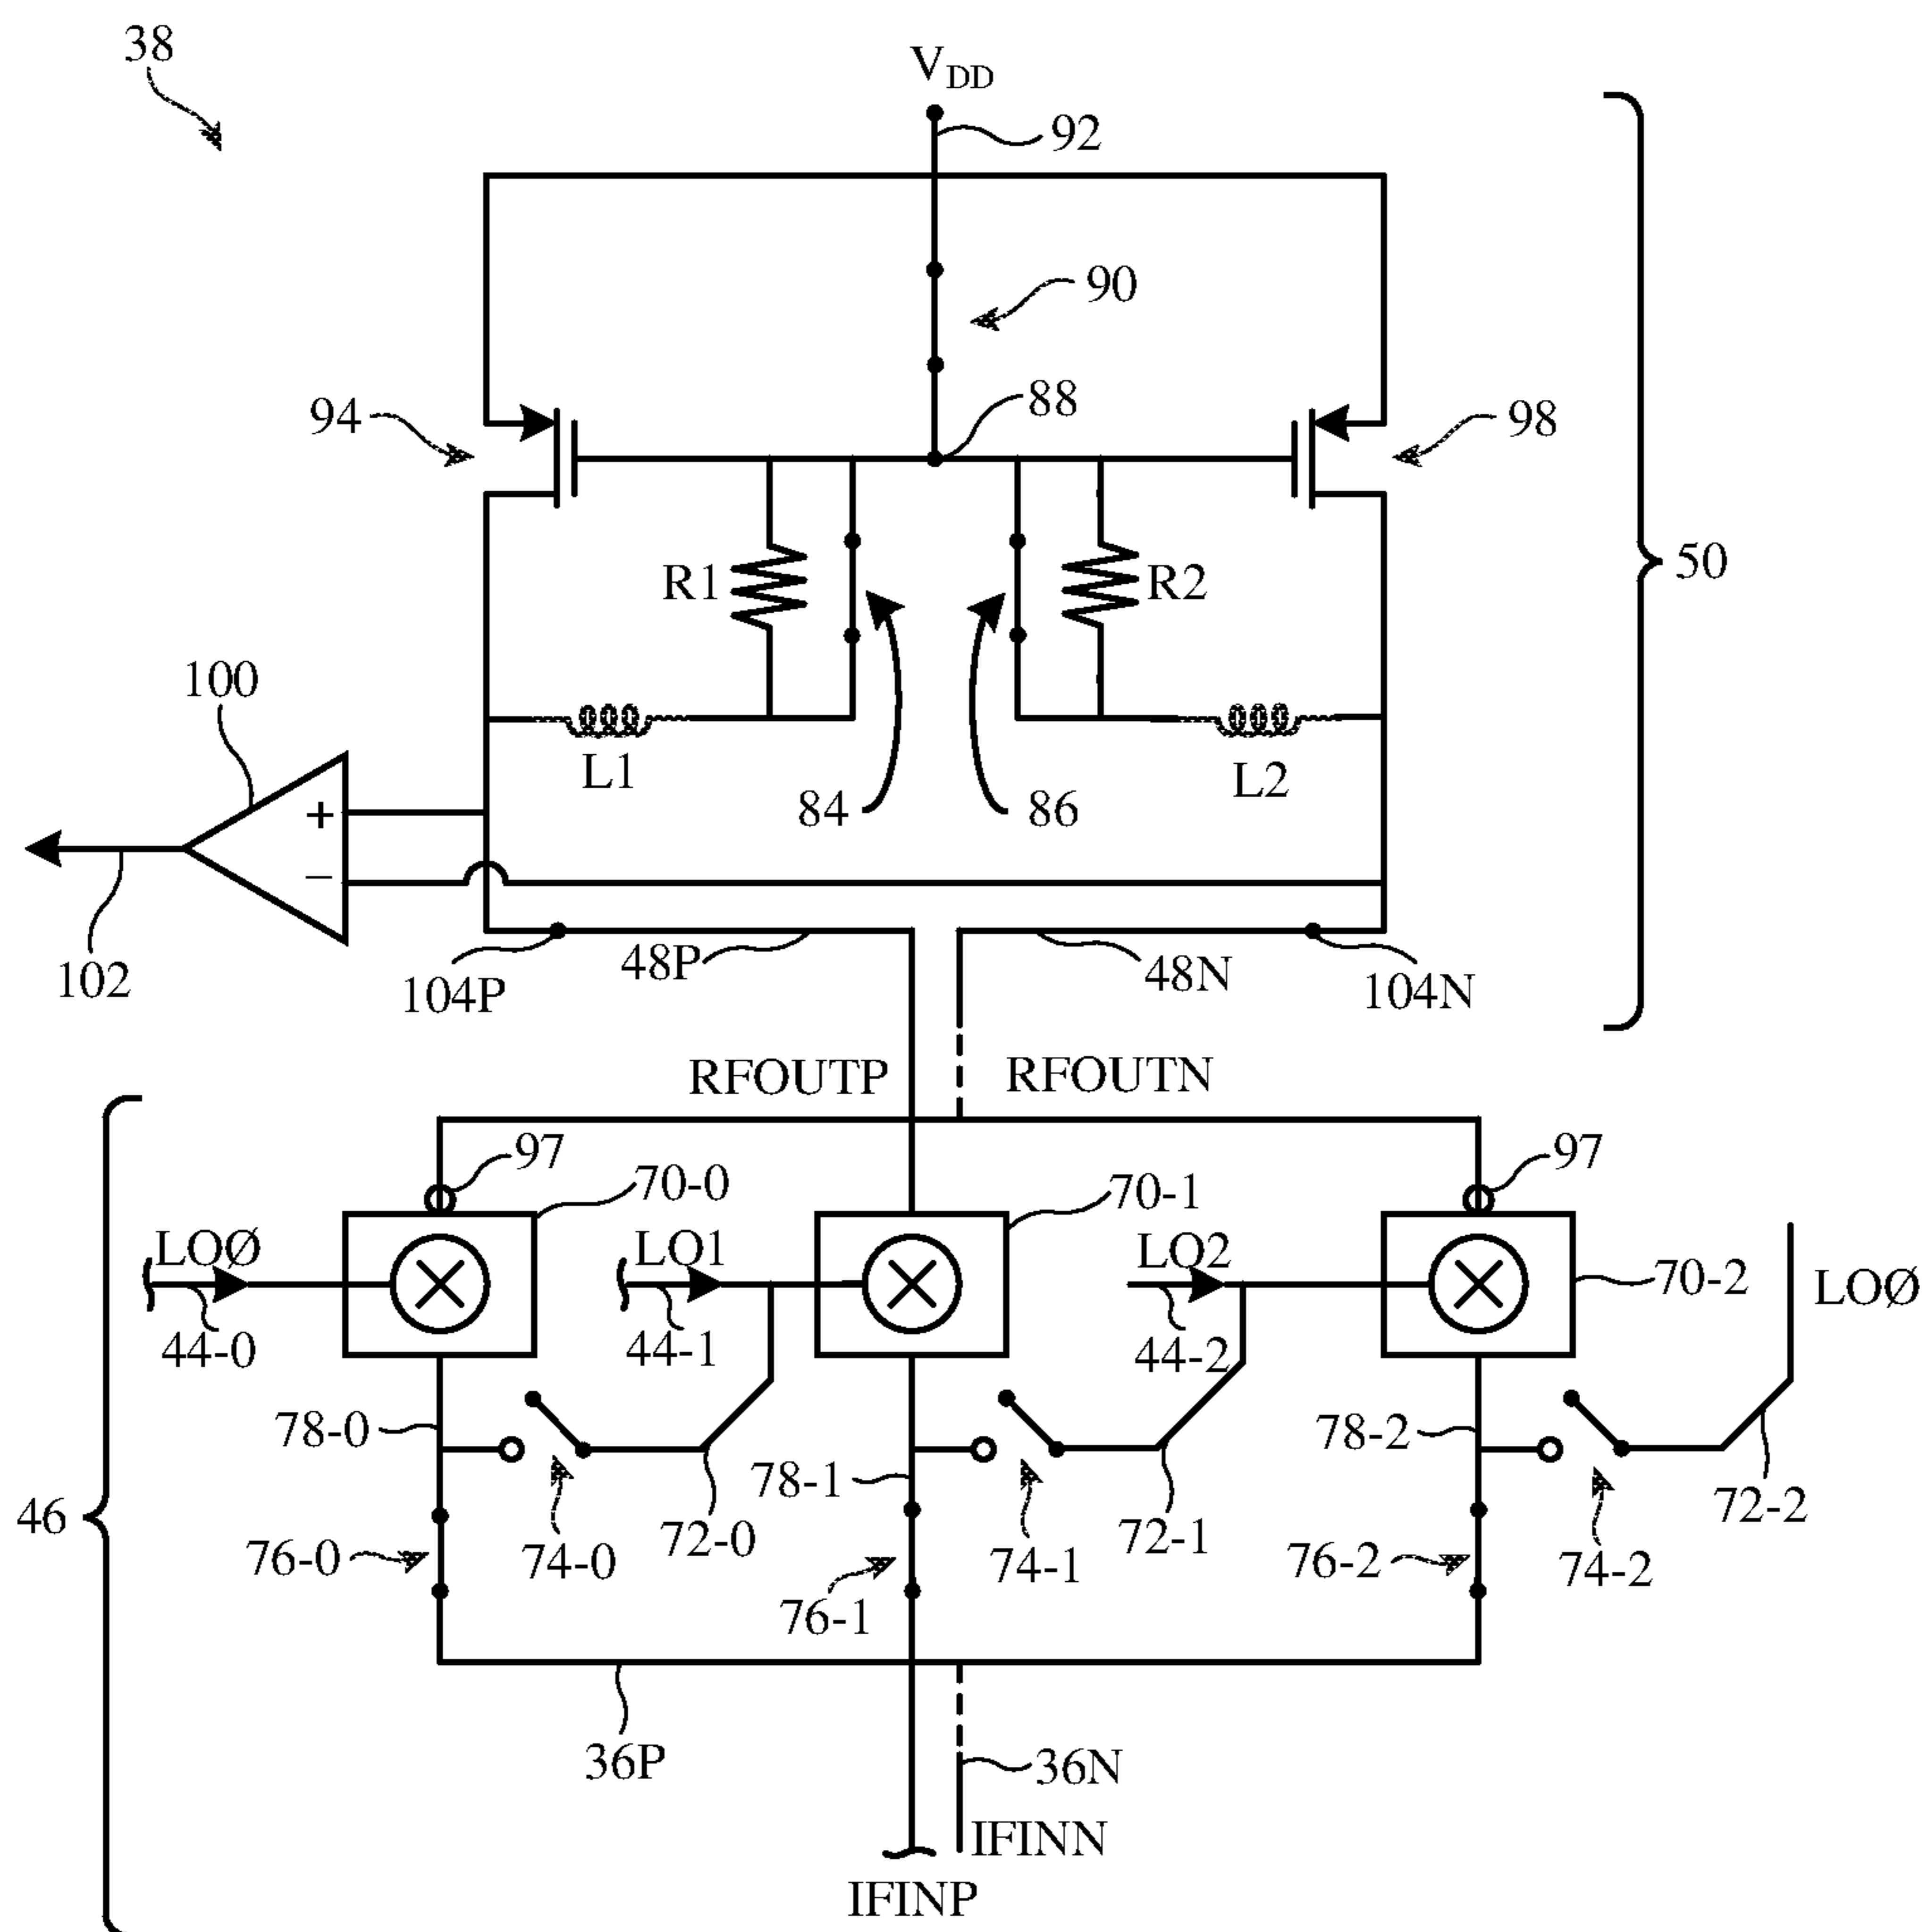 38
V_DD
92
90
88
94
98
50
R1
R2
100
L1
L2
84
86
+
−
102
104P
48P
48N
104N
RFOUTP
RFOUTN
97
97
70-0
70-1
LOØ
LO1
LO2
70-2
LOØ
44-0
44-1
44-2
78-0
78-1
78-2
46
76-0
74-0
72-0
76-1
74-1
72-1
76-2
74-2
72-2
36P
36N
IFINN
IFINP